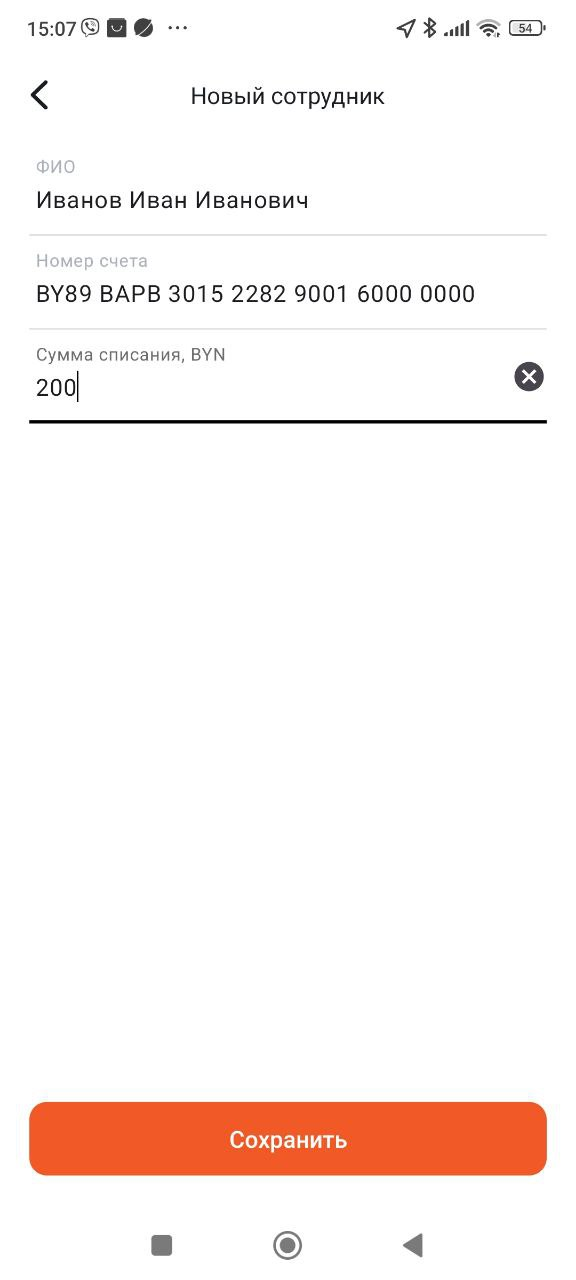 15:07
54
Новый сотрудник
ФИО
Иванов Иван Иванович
Номер счета
BY89 BAPB 3015 2282 9001 6000 0000
Сумма списания, BYN
200
Сохранить